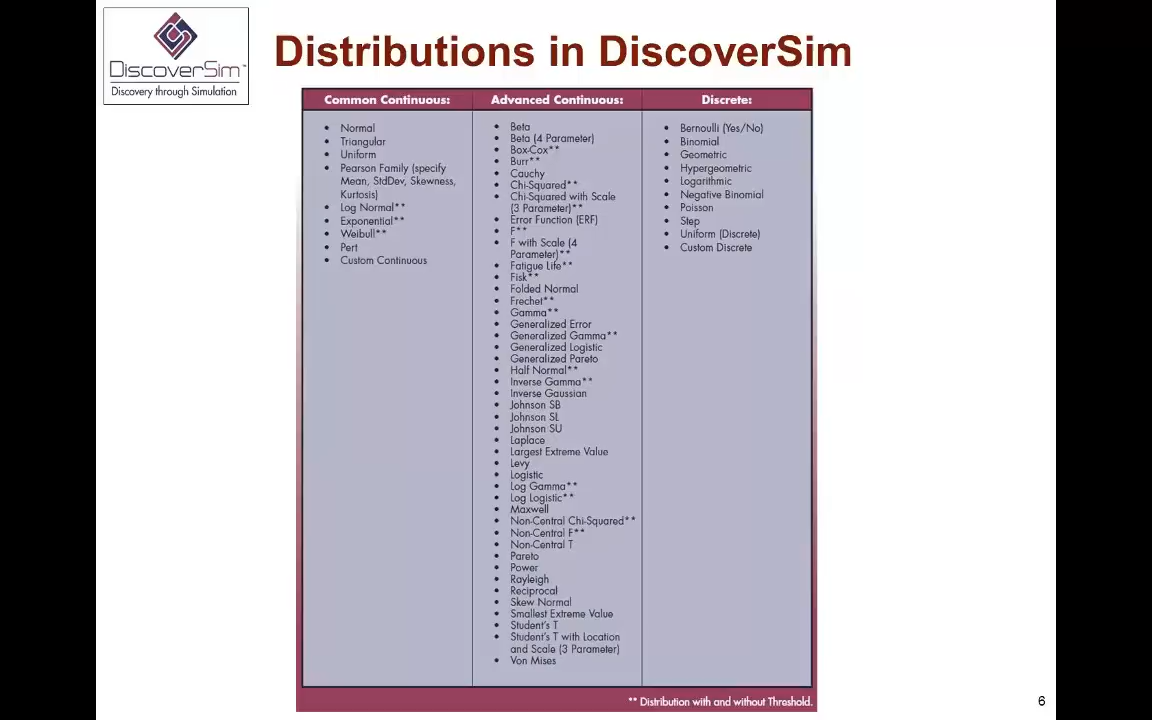 DiscoverSim™
Discovery through Simulation
Distributions in DiscoverSim
Common Continuous:
• Normal
• Triangular
• Uniform
• Pearson Family (specify
Mean, StdDev, Skewness,
Kurtosis)
• Log Normal**
• Exponential**
• Weibull**
• Pert
• Custom Continuous
Advanced Continuous:
• Beta
• Beta (4 Parameter)
• Box-Cox**
• Burr**
• Cauchy
• Chi-Squared**
• Chi-Squared with Scale
(3 Parameter)**
• Error Function (ERF)
• F**
• F with Scale (4
Parameter)**
• Fatigue Life**
• Fisk**
• Folded Normal
• Frechet**
• Gamma**
• Generalized Error
• Generalized Gamma**
• Generalized Logistic
• Generalized Pareto
• Half Normal**
• Inverse Gamma**
• Inverse Gaussian
• Johnson SB
• Johnson SL
• Johnson SU
• Laplace
• Largest Extreme Value
• Levy
• Logistic
• Log Gamma**
• Log Logistic**
• Maxwell
• Non-Central Chi-Squared**
• Non-Central F**
• Non-Central T
• Pareto
• Power
• Rayleigh
• Reciprocal
• Skew Normal
• Smallest Extreme Value
• Student's T
• Student's T with Location
and Scale (3 Parameter)
• Von Mises
Discrete:
• Bernoulli (Yes/No)
• Binomial
• Geometric
• Hypergeometric
• Logarithmic
• Negative Binomial
• Poisson
• Step
• Uniform (Discrete)
• Custom Discrete
** Distribution with and without Threshold.
6